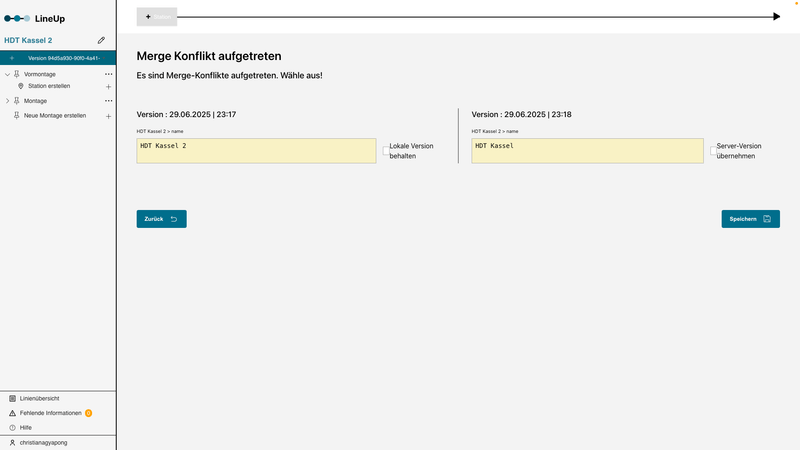 LineUp
HDT Kassel 2
Version 94d5a930-90f0-4a41-
Vormontage
Station erstellen
Montage
Neue Montage erstellen
Linienübersicht
Fehlende Informationen
Hilfe
christianagyapong
Merge Konflikt aufgetreten
Es sind Merge-Konflikte aufgetreten. Wähle aus!
Version : 29.06.2025 | 23:17
HDT Kassel 2 > name
HDT Kassel 2
Lokale Version
behalten
Version : 29.06.2025 | 23:18
HDT Kassel 2 > name
HDT Kassel
Server-Version
übernehmen
Zurück
Speichern